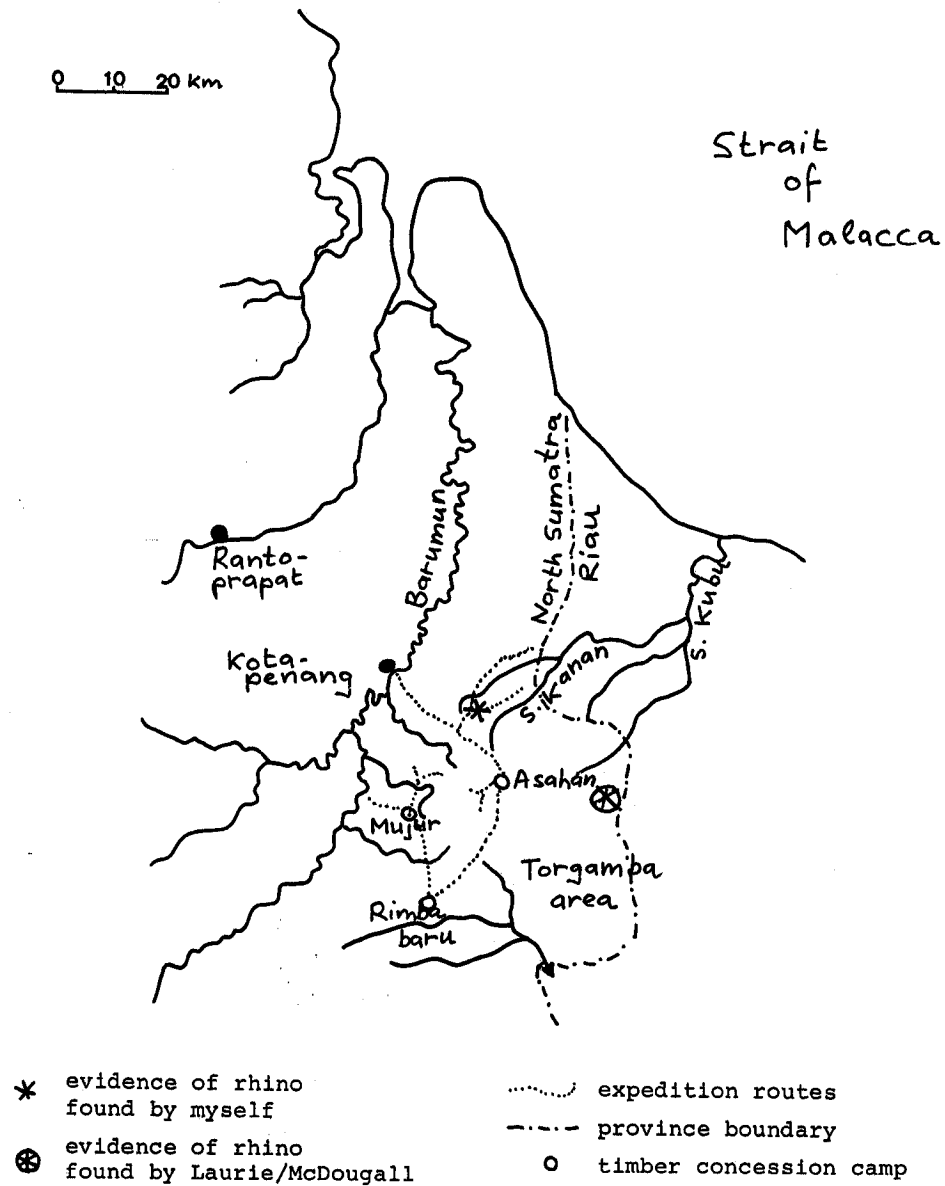 0 10 20 km
Strait
of
Malacca
North Sumatra
Riau
Barumun
Ranto-
prapat
S. Kubu
Kota-
penang
S. Kanan
Asahan
Mujur
Torgamba
area
Rimba
baru
evidence of rhino
found by myself
evidence of rhino
found by Laurie/McDougall
expedition routes
province boundary
timber concession camp